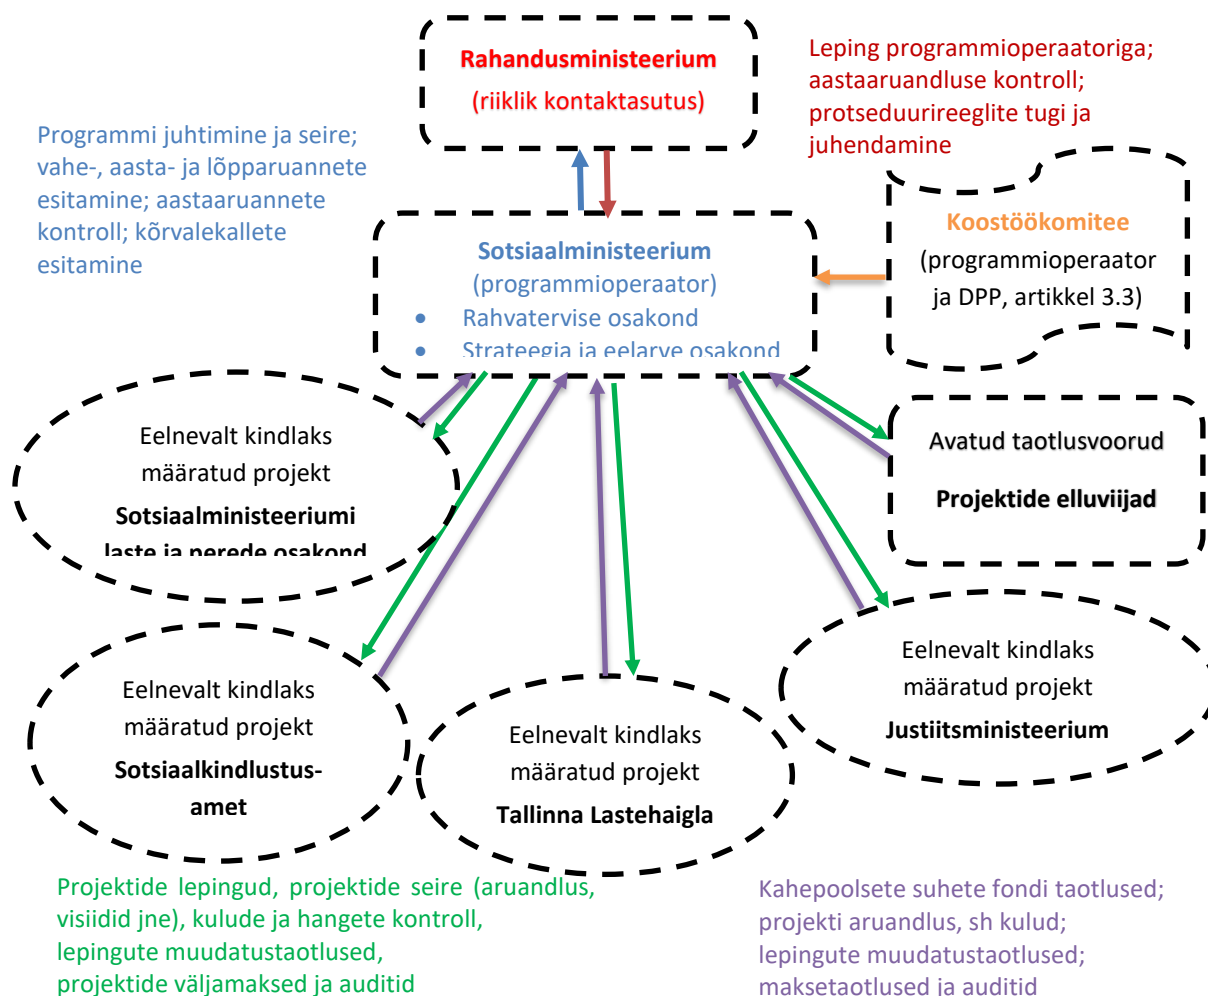 Rahandusministeerium
(riiklik kontaktasutus)
Leping programmioperaatoriga;
aastaaruandluse kontroll;
protseduurireeglite tugi ja
juhendamine
Programmi juhtimine ja seire;
vahe-, aasta- ja lõpparuannete
esitamine; aastaaruannete
kontroll; kõrvalekallete
esitamine
Sotsiaalministeerium
(programmioperaator)
• Rahvatervise osakond
• Strateegia ja eelarve osakond
Koostöökomitee
(programmioperaator
ja DPP, artikkel 3.3)
Eelnevalt kindlaks
määratud projekt
Sotsiaalministeeriumi
laste ja perede osakond
Avatud taotlusvoorud
Projektide elluviijad
Eelnevalt kindlaks
määratud projekt
Sotsiaalkindlustus-
amet
Eelnevalt kindlaks
määratud projekt
Tallinna Lastehaigla
Eelnevalt kindlaks
määratud projekt
Justiitsministeerium
Projektide lepingud, projektide seire (aruandlus,
visiidid jne), kulude ja hangete kontroll,
lepingute muudatustaotlused,
projektide väljamaksed ja auditid
Kahepoolsete suhete fondi taotlused;
projekti aruandlus, sh kulud;
lepingute muudatustaotlused;
maksetaotlused ja auditid